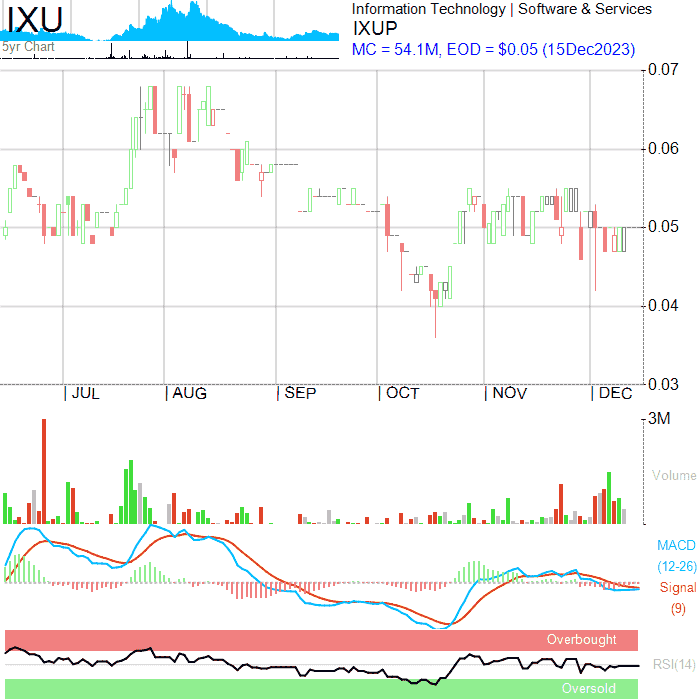 IXU
5yr Chart
Information Technology | Software & Services
IXUP
MC = 54.1M, EOD = $0.05 (15Dec2023)
0.07
0.06
0.05
0.04
0.03
| JUL | AUG | SEP | OCT | NOV | DEC
3M
Volume
MACD
(12-26)
Signal
(9)
Overbought
RSI(14)
Oversold